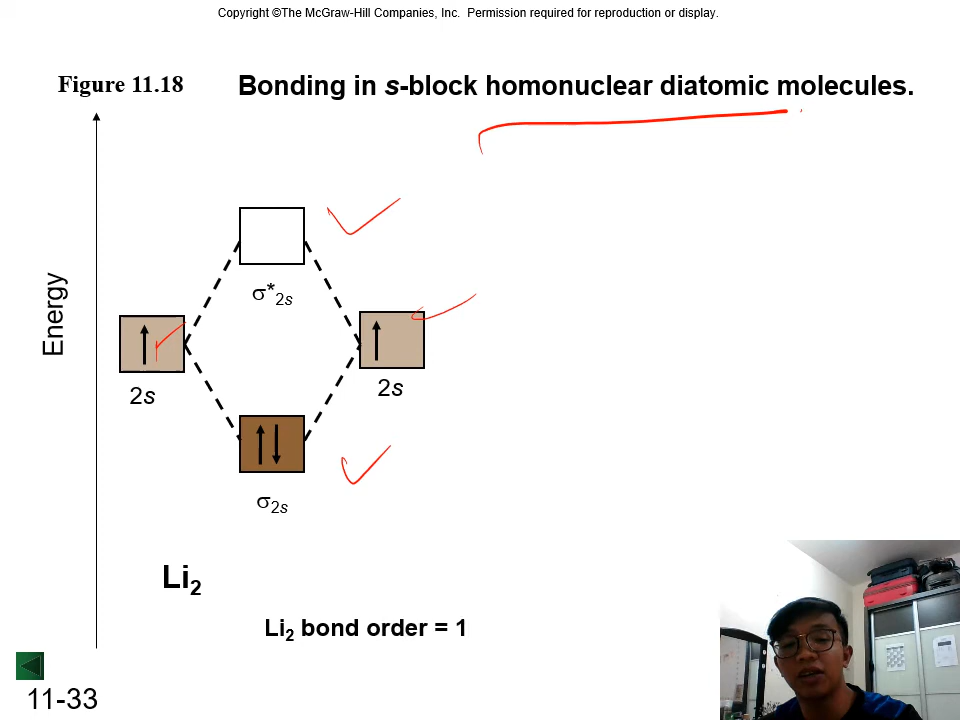 Copyright ©The McGraw-Hill Companies, Inc. Permission required for reproduction or display.
Figure 11.18
Bonding in s-block homonuclear diatomic molecules.
Energy
σ*2s
2s
2s
σ2s
Li2
Li2 bond order = 1
11-33